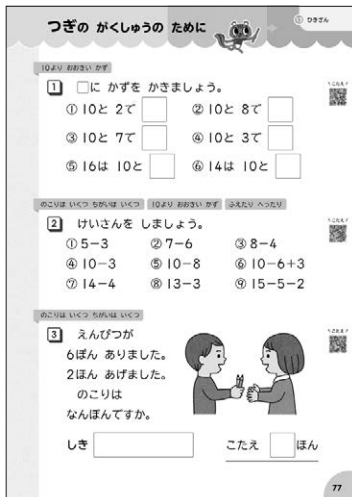 つぎの がくしゅうの ために
⑪ ひきざん
10より おおきい かず
1 □に かずを かきましょう。
① 10と 2で □ ② 10と 8で □
③ 10と 7で □ ④ 10と 3で □
⑤ 16は 10と □ ⑥ 14は 10と □
こたえ
のこりは いくつ ちがいは いくつ 10より おおきい かず ふえたり へったり
2 けいさんを しましょう。
① 5−3 ② 7−6 ③ 8−4
④ 10−3 ⑤ 10−8 ⑥ 10−6+3
⑦ 14−4 ⑧ 13−3 ⑨ 15−5−2
こたえ
のこりは いくつ ちがいは いくつ
3 えんぴつが
6ぽん ありました。
2ほん あげました。
のこりは
なんぼんですか。
こたえ
しき こたえ □ほん
77